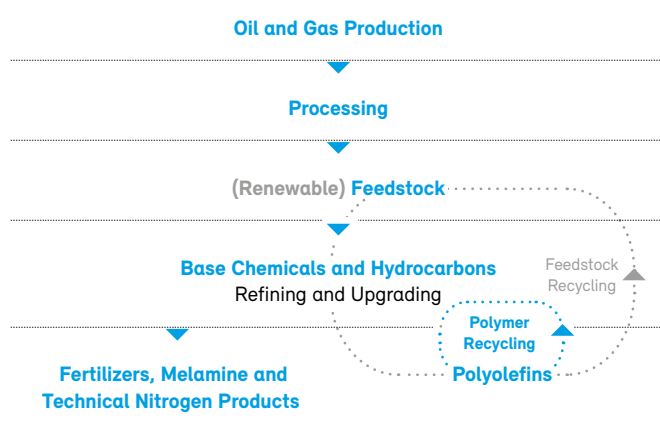 Oil and Gas Production
Processing
(Renewable) Feedstock
Base Chemicals and Hydrocarbons
Refining and Upgrading
Feedstock
Recycling
Polymer
Recycling
Fertilizers, Melamine and
Technical Nitrogen Products
Polyolefins